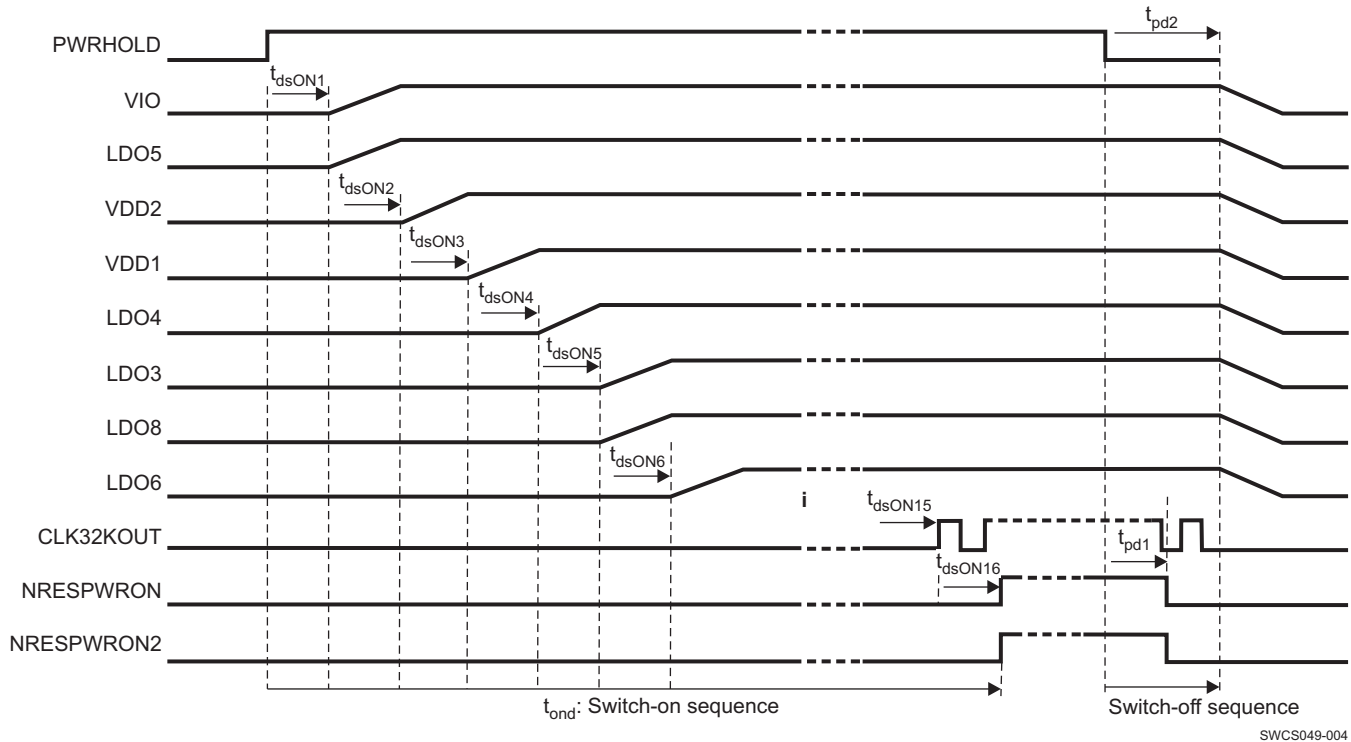 t_pd2
PWRHOLD
t_dsON1
VIO
LDO5
t_dsON2
VDD2
t_dsON3
VDD1
t_dsON4
LDO4
t_dsON5
LDO3
LDO8
t_dsON6
LDO6
i
t_dsON15
CLK32KOUT
t_pd1
t_dsON16
NRESPWRON
NRESPWRON2
t_ond: Switch-on sequence
Switch-off sequence
SWCS049-004